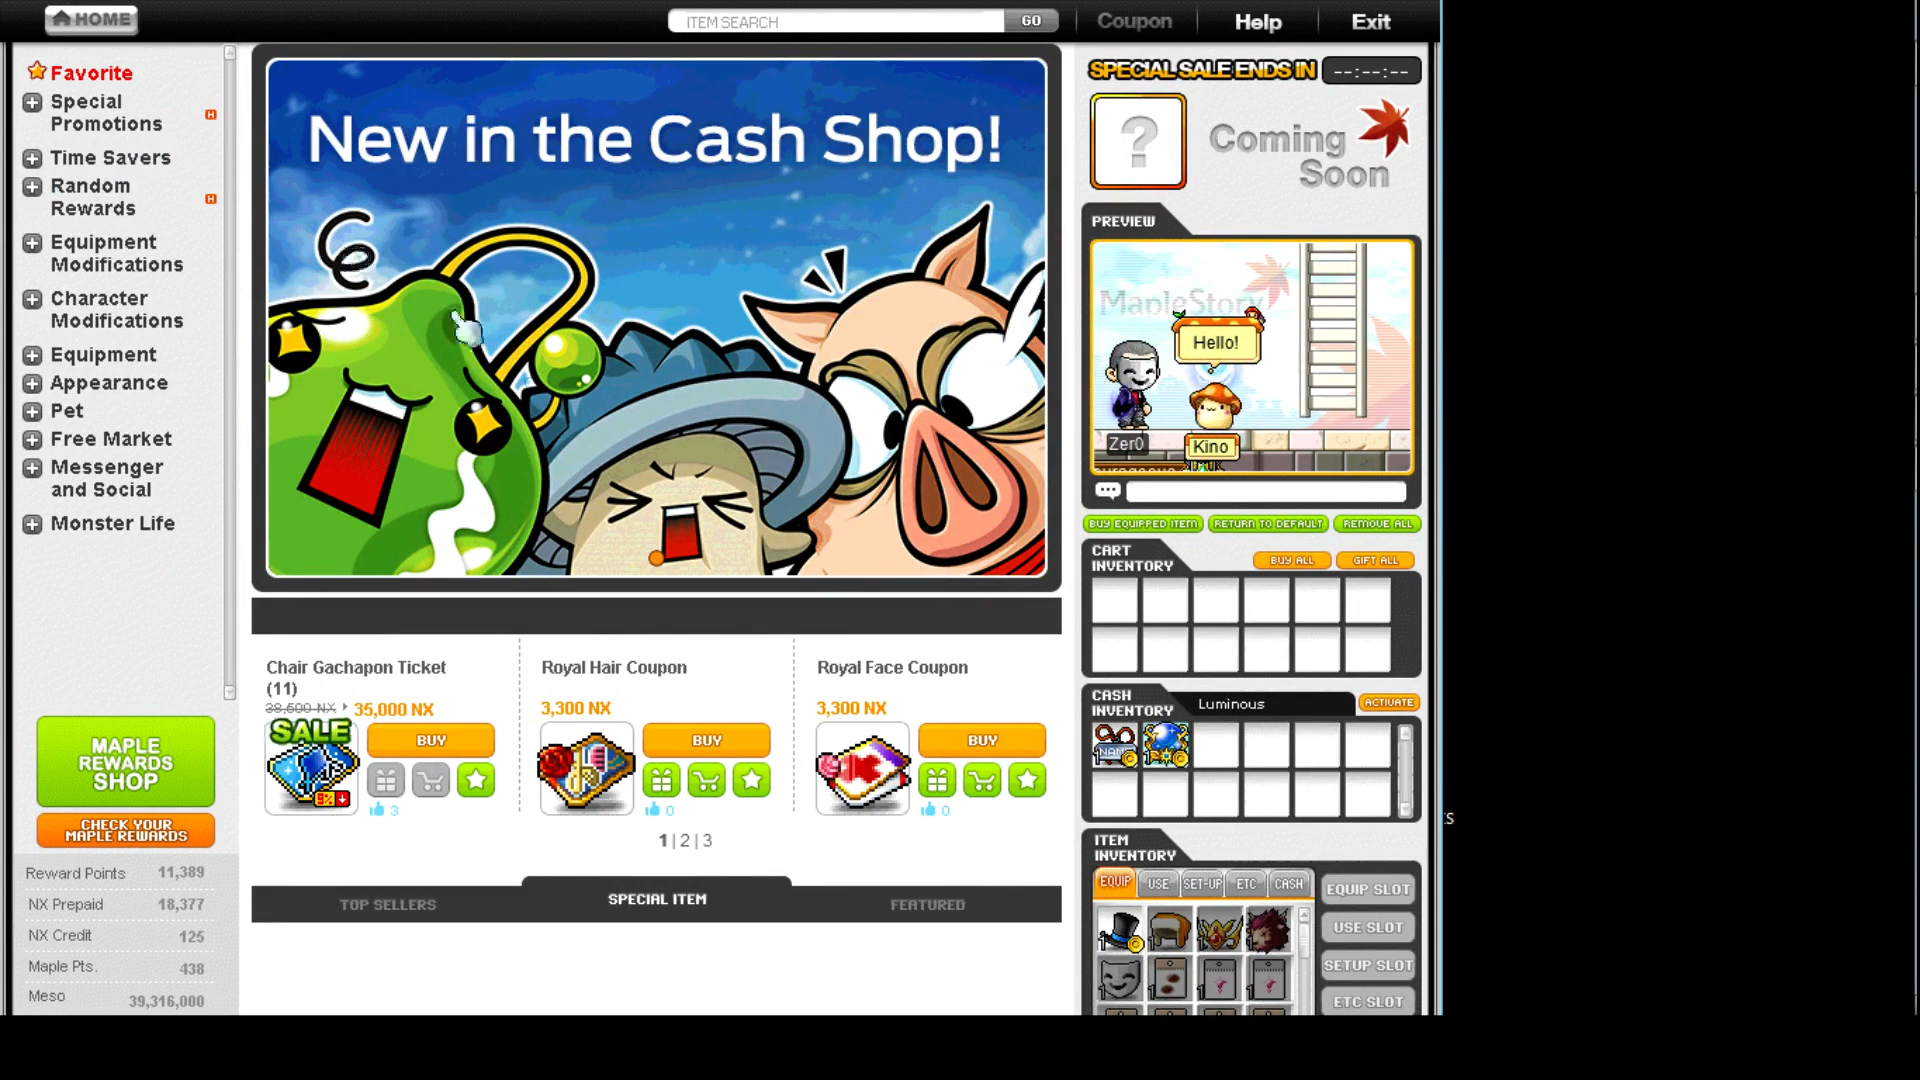 HOME
ITEM SEARCH
GO
Coupon
Help
Exit
Favorite
Special
Promotions
H
Time Savers
Random
Rewards
H
Equipment
Modifications
Character
Modifications
Equipment
Appearance
Pet
Free Market
Messenger
and Social
Monster Life
MAPLE
REWARDS
SHOP
CHECK YOUR
MAPLE REWARDS
Reward Points 11,389
NX Prepaid 18,377
NX Credit 125
Maple Pts. 438
Meso 39,316,000
New in the Cash Shop!
Chair Gachapon Ticket
(11)
38,500 NX 35,000 NX
SALE
9%
BUY
3
Royal Hair Coupon
3,300 NX
BUY
0
Royal Face Coupon
3,300 NX
BUY
0
1 | 2 | 3
TOP SELLERS
SPECIAL ITEM
FEATURED
SPECIAL SALE ENDS IN --:--:--
?
Coming
Soon
PREVIEW
MapleStory
Hello!
Zer0
Kino
BUY EQUIPPED ITEM
RETURN TO DEFAULT
REMOVE ALL
CART
INVENTORY
BUY ALL
GIFT ALL
CASH
INVENTORY
Luminous
ACTIVATE
NAME
ITEM
INVENTORY
EQUIP
USE
SET-UP
ETC
CASH
EQUIP SLOT
USE SLOT
SETUP SLOT
ETC SLOT